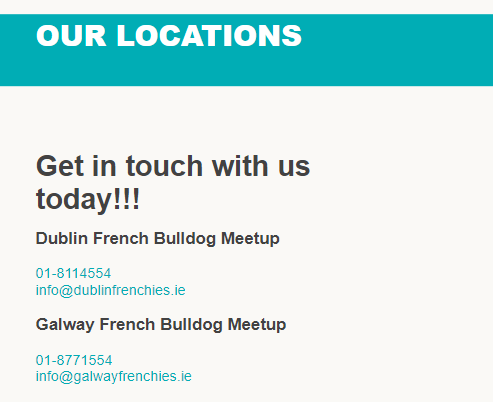 OUR LOCATIONS
Get in touch with us
today!!!
Dublin French Bulldog Meetup
01-8114554
info@dublinfrenchies.ie
Galway French Bulldog Meetup
01-8771554
info@galwayfrenchies.ie